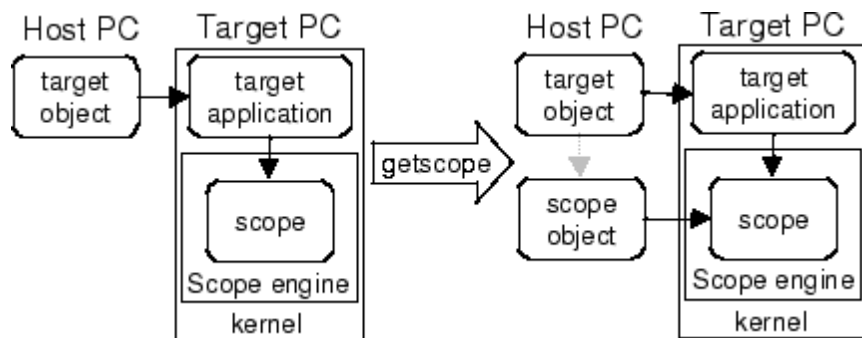 Host PC
Target PC
target
object
target
application
scope
Scope engine
kernel
getscope
Host PC
Target PC
target
object
target
application
scope
object
scope
Scope engine
kernel